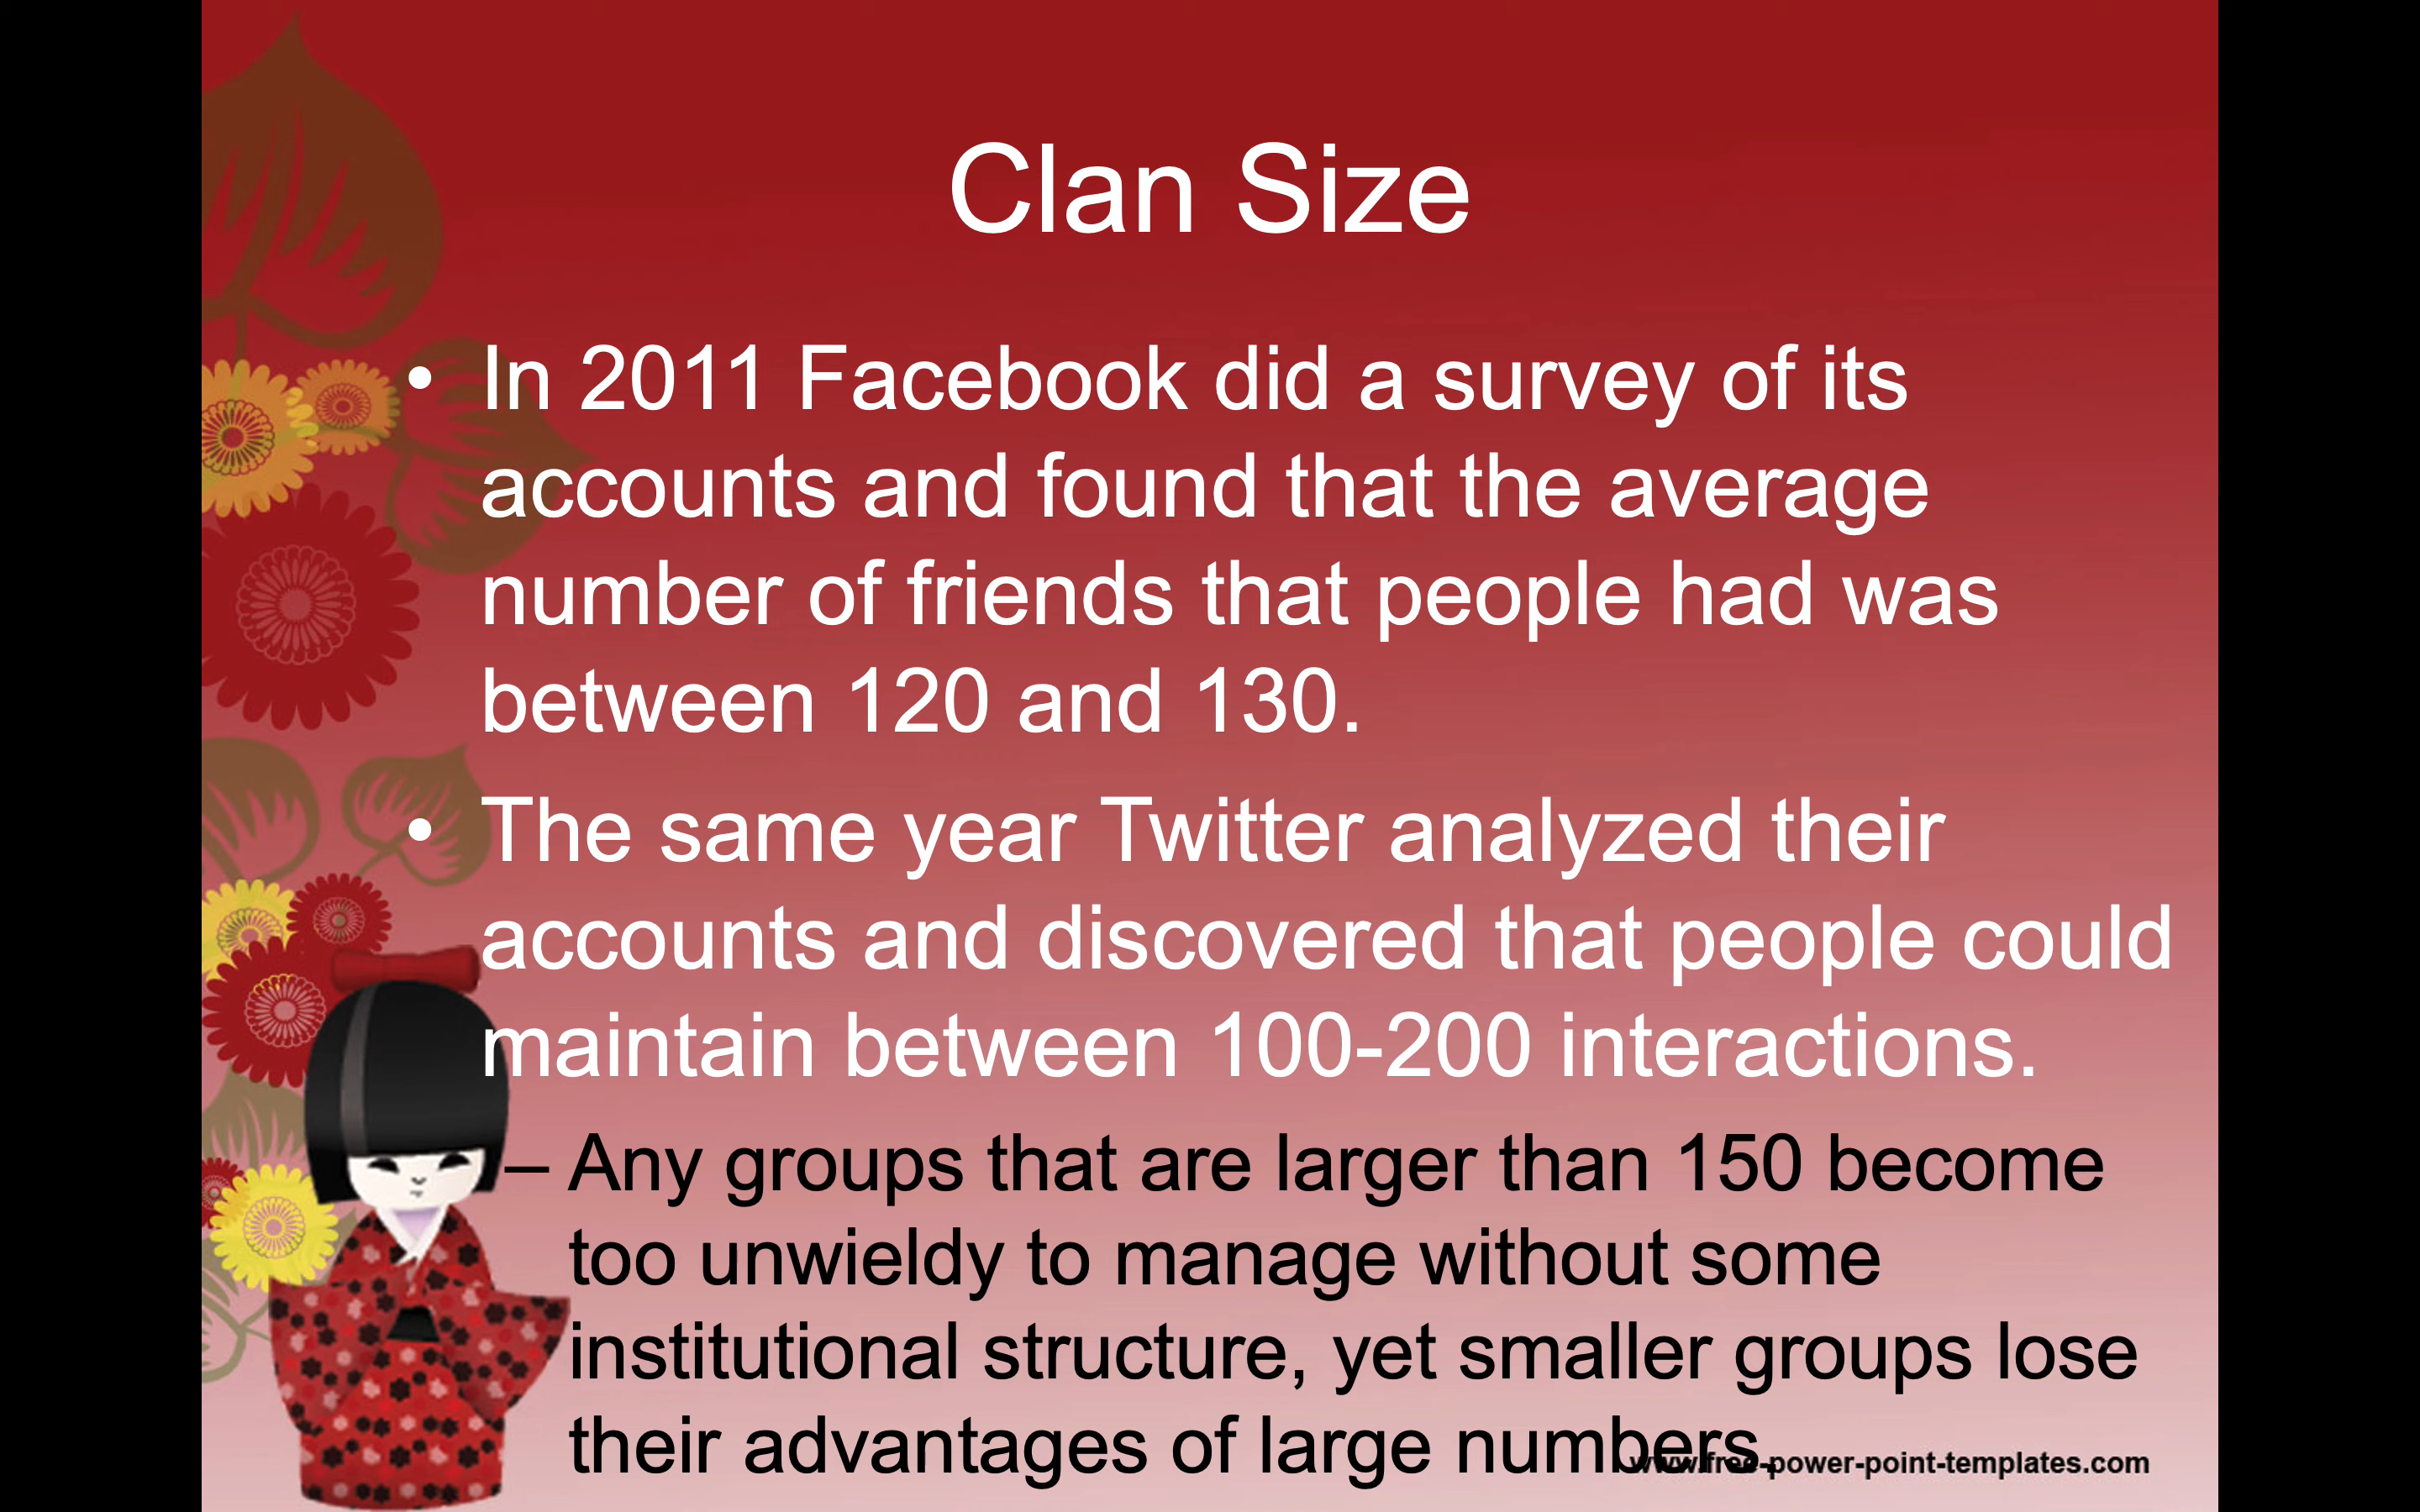 Clan Size
• In 2011 Facebook did a survey of its
accounts and found that the average
number of friends that people had was
between 120 and 130.
• The same year Twitter analyzed their
accounts and discovered that people could
maintain between 100-200 interactions.
– Any groups that are larger than 150 become
too unwieldy to manage without some
institutional structure, yet smaller groups lose
their advantages of large numbers.
www.free-power-point-templates.com